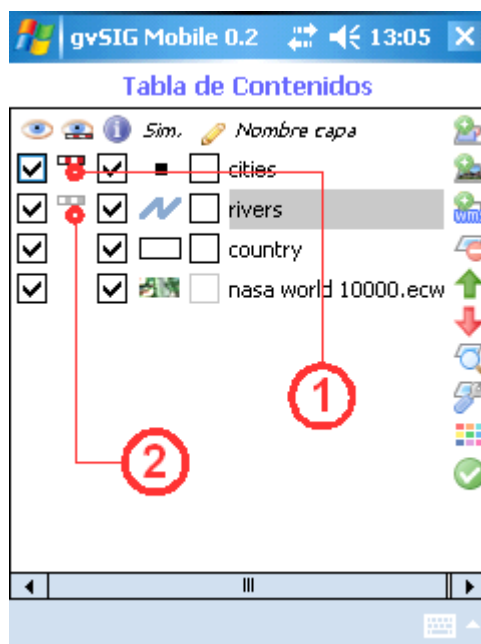 gvSIG Mobile 0.2 13:05
Tabla de Contenidos
Sim. Nombre capa
cities
rivers
country
nasa world 10000.ecw
wms
1
2